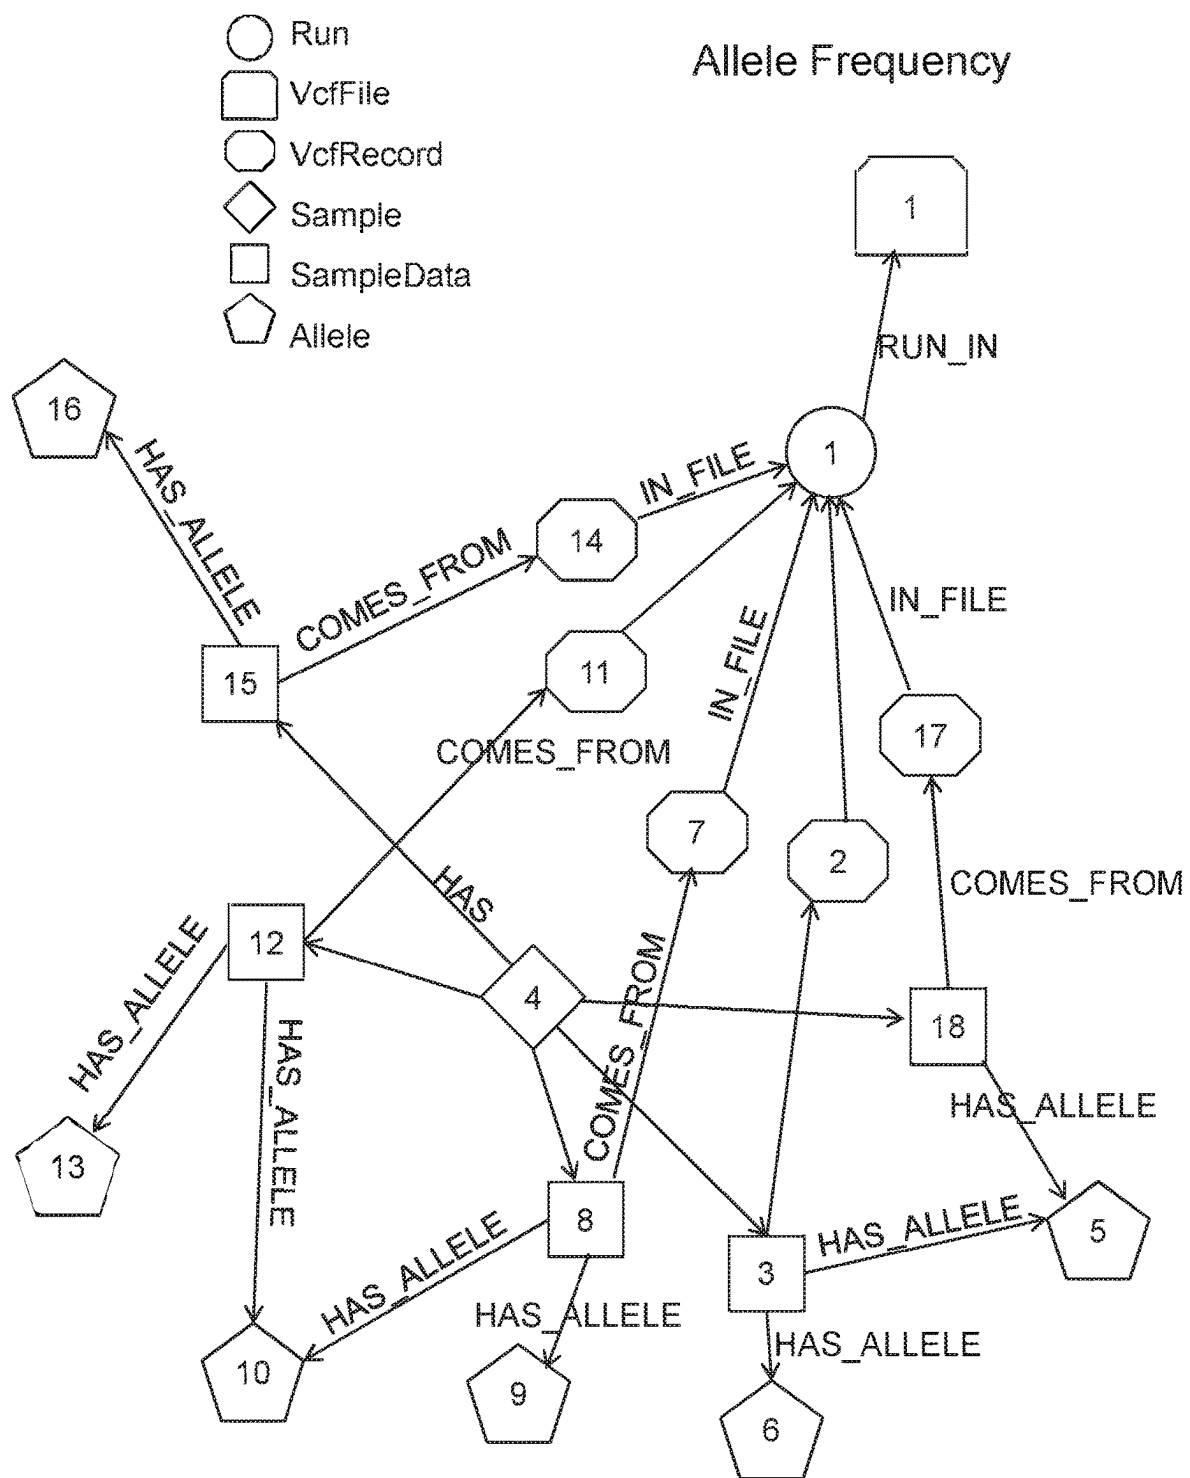 Run
Allele Frequency
VcfFile
VcfRecord
Sample
SampleData
Allele
1
RUN_IN
16
1
HAS_ALLELE
IN_FILE
14
COMES_FROM
IN_FILE
15
11
IN_FILE
17
COMES_FROM
7
2
HAS
COMES_FROM
12
HAS_ALLELE
4
COMES_FROM
18
HAS_ALLELE
HAS_ALLELE
13
8
HAS_ALLELE
5
3
HAS_ALLELE
HAS_ALLELE
HAS_ALLELE
10
9
6